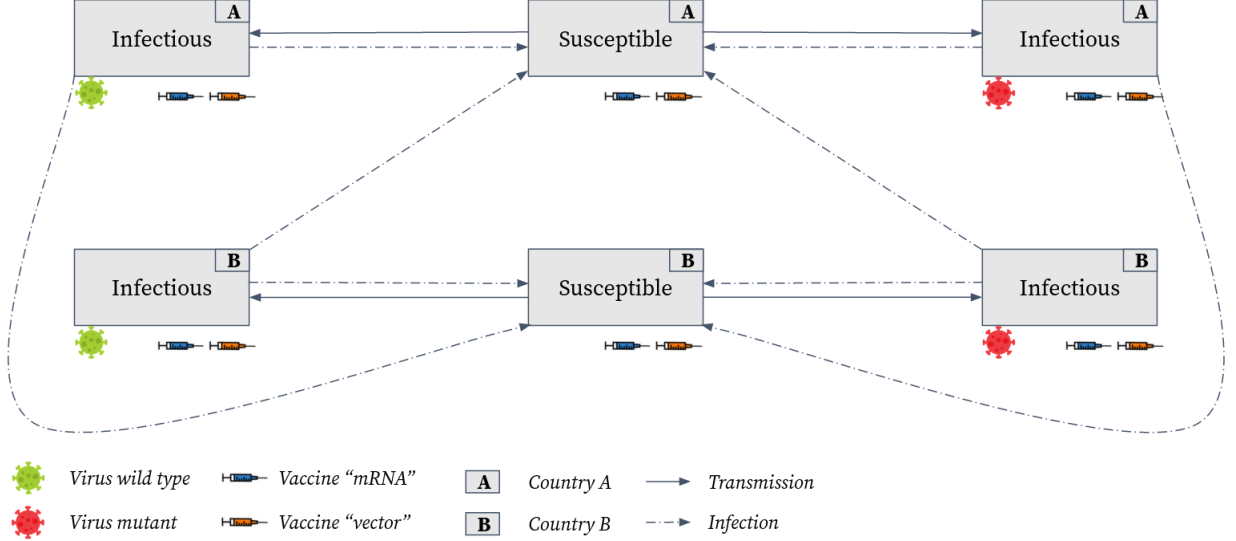 A A A
Infectious Susceptible Infectious
B B B
Infectious Susceptible Infectious
Virus wild type Vaccine “mRNA” A Country A Transmission
Virus mutant Vaccine “vector” B Country B Infection